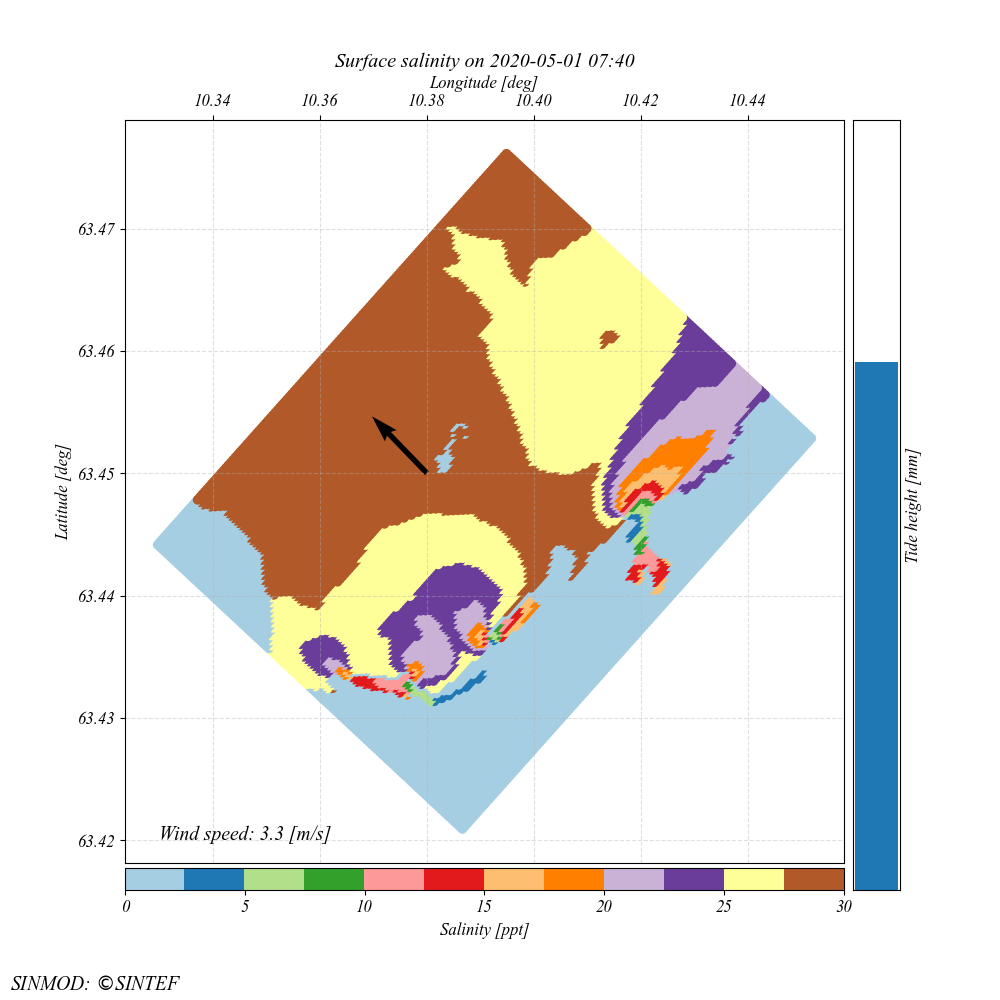 Surface salinity on 2020-05-01 07:40
Longitude [deg]
10.34 10.36 10.38 10.40 10.42 10.44
63.47
63.46
63.45
63.44
63.43
63.42
Latitude [deg]
Tide height [mm]
Wind speed: 3.3 [m/s]
0 5 10 15 20 25 30
Salinity [ppt]
SINMOD: ©SINTEF